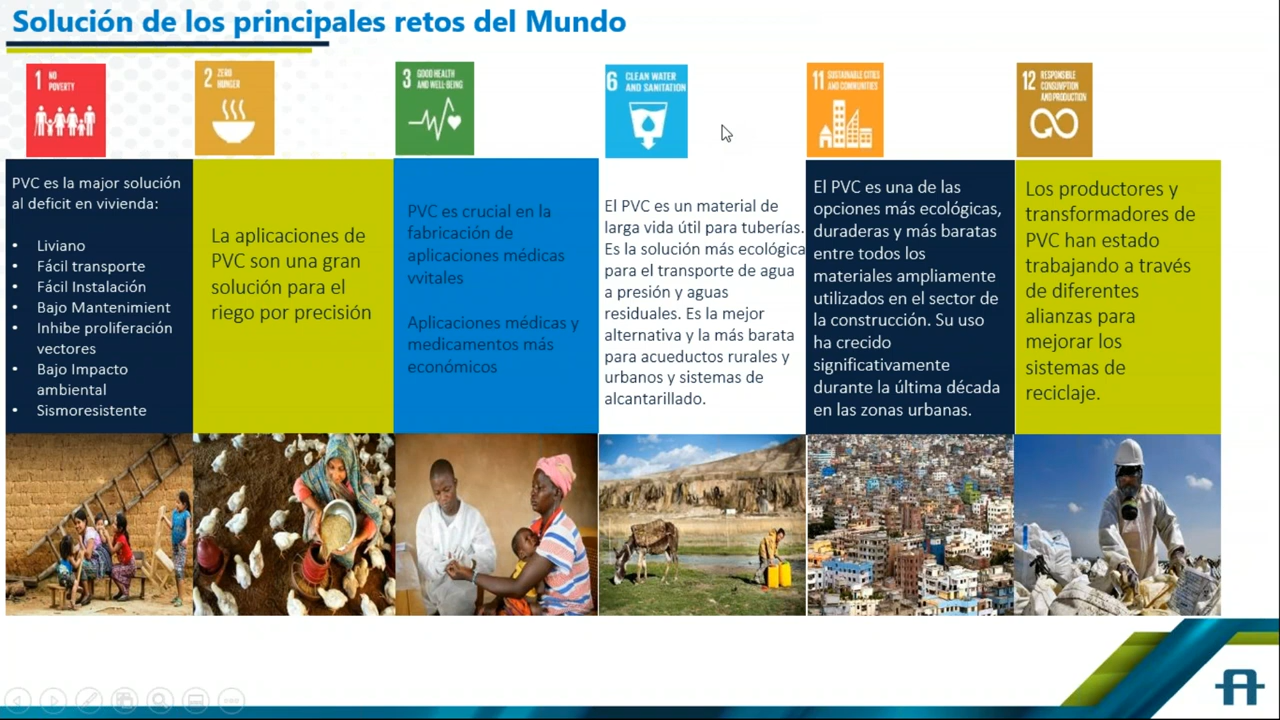 Solución de los principales retos del Mundo
1 NO
POVERTY
2 ZERO
HUNGER
3 GOOD HEALTH
AND WELL-BEING
6 CLEAN WATER
AND SANITATION
11 SUSTAINABLE CITIES
AND COMMUNITIES
12 RESPONSIBLE
CONSUMPTION
AND PRODUCTION
PVC es la major solución
al deficit en vivienda:
• Liviano
• Fácil transporte
• Fácil Instalación
• Bajo Mantenimient
• Inhibe proliferación
vectores
• Bajo Impacto
ambiental
• Sismoresistente
La aplicaciones de
PVC son una gran
solución para el
riego por precisión
PVC es crucial en la
fabricación de
aplicaciones médicas
vvitales
Aplicaciones médicas y
medicamentos más
económicos
El PVC es un material de
larga vida útil para tuberías.
Es la solución más ecológica
para el transporte de agua
a presión y aguas
residuales. Es la mejor
alternativa y la más barata
para acueductos rurales y
urbanos y sistemas de
alcantarillado.
El PVC es una de las
opciones más ecológicas,
duraderas y más baratas
entre todos los
materiales ampliamente
utilizados en el sector de
la construcción. Su uso
ha crecido
significativamente
durante la última década
en las zonas urbanas.
Los productores y
transformadores de
PVC han estado
trabajando a través
de diferentes
alianzas para
mejorar los
sistemas de
reciclaje.